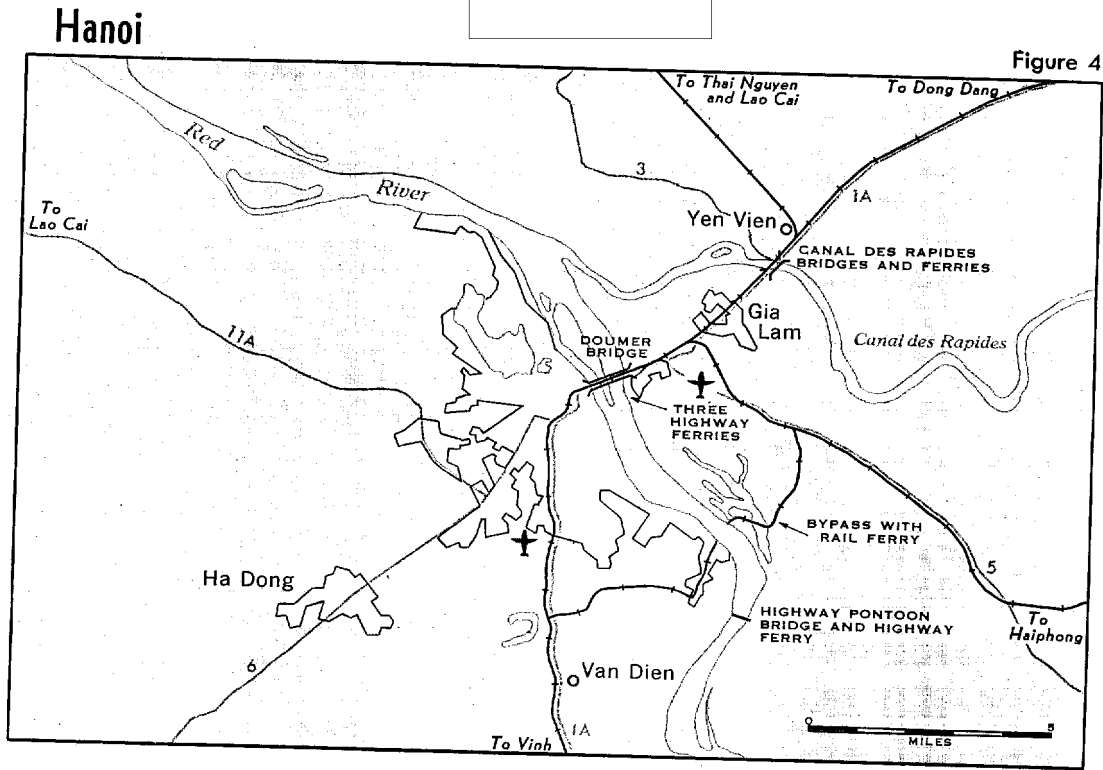 Hanoi
Figure 4
To Thai Nguyen
and Lao Cai
To Dong Dang
Red
River
3
1A
To
Lao Cai
Yen Vien
CANAL DES RAPIDES
BRIDGES AND FERRIES
Gia
Lam
11A
DOUMER
BRIDGE
Canal des Rapides
THREE
HIGHWAY
FERRIES
BYPASS WITH
RAIL FERRY
Ha Dong
5
HIGHWAY PONTOON
BRIDGE AND HIGHWAY
FERRY
To
Haiphong
6
Van Dien
1A
To Vinh
0
5
MILES